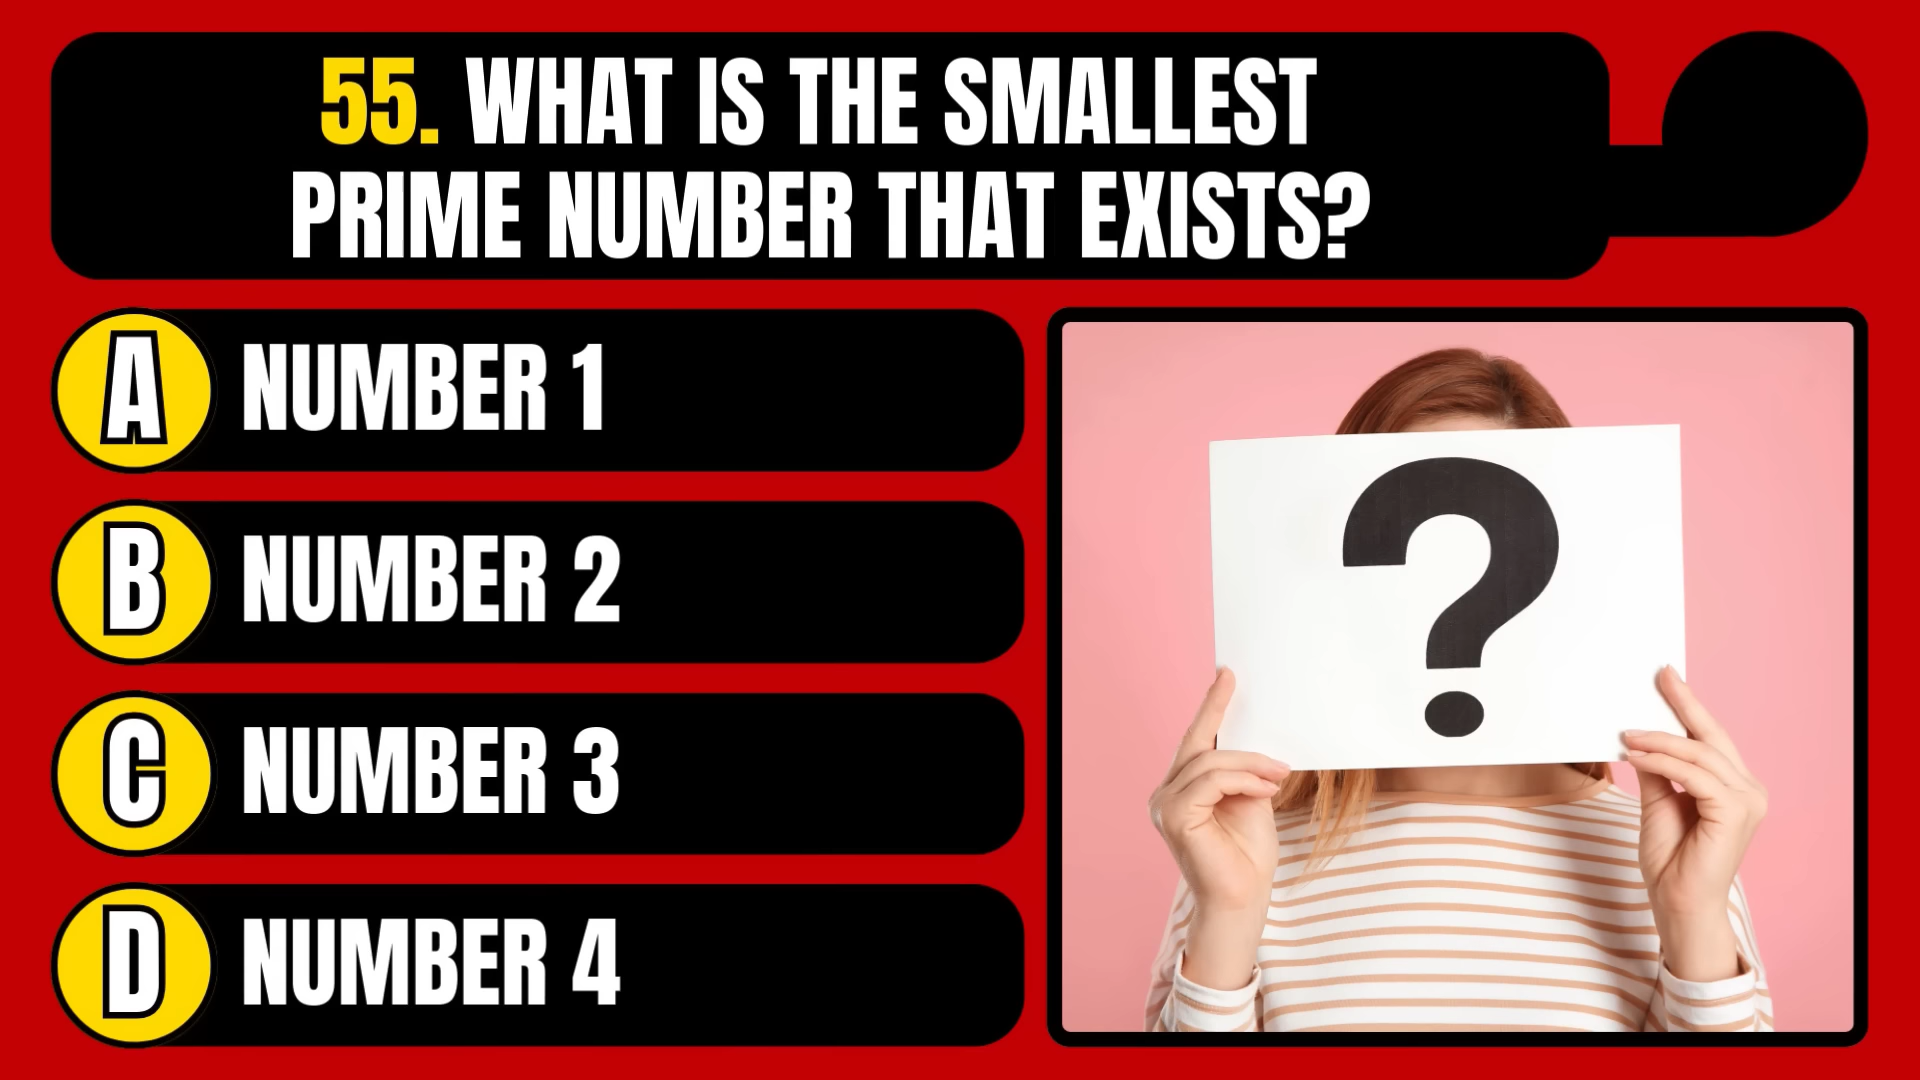 55. WHAT IS THE SMALLEST
PRIME NUMBER THAT EXISTS?
A NUMBER 1
B NUMBER 2
C NUMBER 3
D NUMBER 4
?